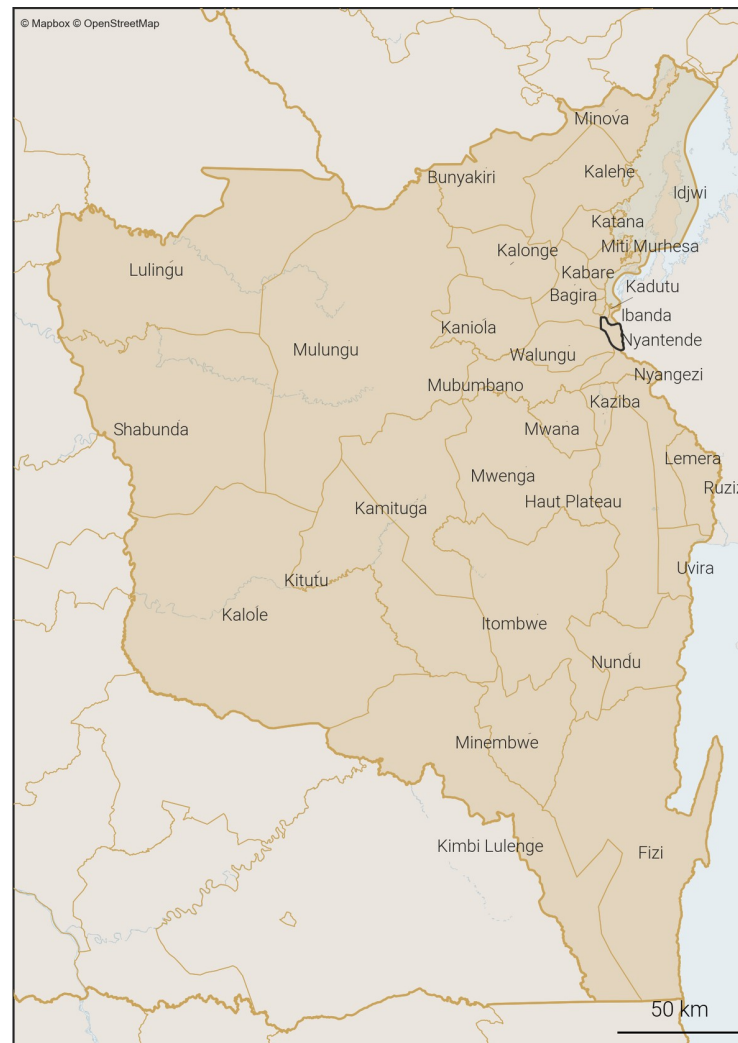 © Mapbox © OpenStreetMap
Minova
Bunyakiri
Kalehe
Idjwi
Katana
Lulingu
Kalonge
Miti Murhesa
Kabare
Kadutu
Bagira
Ibanda
Kaniola
Nyantende
Mulungu
Walungu
Nyangezi
Mubumbano
Kaziba
Shabunda
Mwana
Lemera
Mwenga
Ruziz
Haut Plateau
Kamituga
Uvira
Kitutu
Kalole
Itombwe
Nundu
Minembwe
Kimbi Lulenge
Fizi
50 km